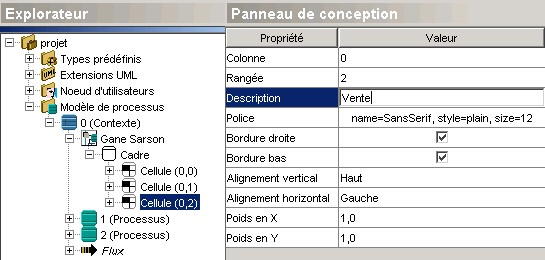 Explorateur
projet
Types prédéfinis
Extensions UML
Noeud d'utilisateurs
Modèle de processus
0 (Contexte)
Gane Sarson
Cadre
Cellule (0,0)
Cellule (0,1)
Cellule (0,2)
1 (Processus)
2 (Processus)
Flux
Panneau de conception
Propriété Valeur
Colonne 0
Rangée 2
Description Vente
Police name=SansSerif, style=plain, size=12
Bordure droite
Bordure bas
Alignement vertical Haut
Alignement horizontal Gauche
Poids en X 1,0
Poids en Y 1,0